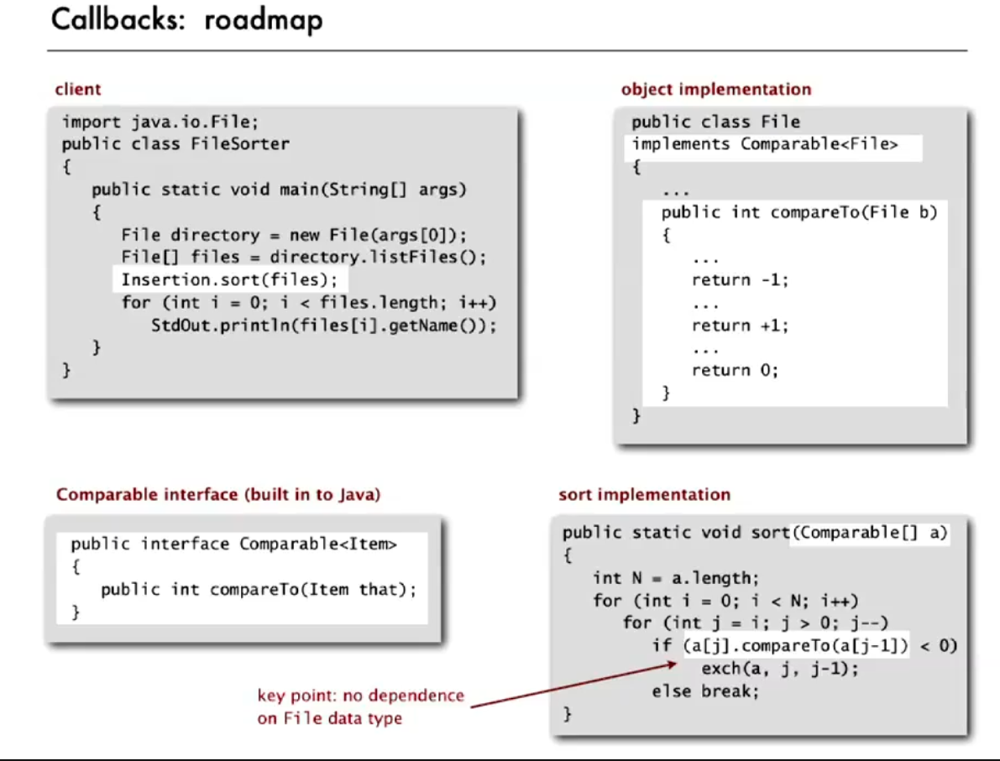 Callbacks: roadmap
client
import java.io.File;
public class FileSorter
{
public static void main(String[] args)
{
File directory = new File(args[0]);
File[] files = directory.listFiles();
Insertion.sort(files);
for (int i = 0; i < files.length; i++)
StdOut.println(files[i].getName());
}
}
object implementation
public class File
implements Comparable<File>
{
...
public int compareTo(File b)
{
...
return -1;
...
return +1;
...
return 0;
}
}
Comparable interface (built in to Java)
public interface Comparable<Item>
{
public int compareTo(Item that);
}
key point: no dependence
on File data type
sort implementation
public static void sort(Comparable[] a)
{
int N = a.length;
for (int i = 0; i < N; i++)
for (int j = i; j > 0; j--)
if (a[j].compareTo(a[j-1]) < 0)
exch(a, j, j-1);
else break;
}